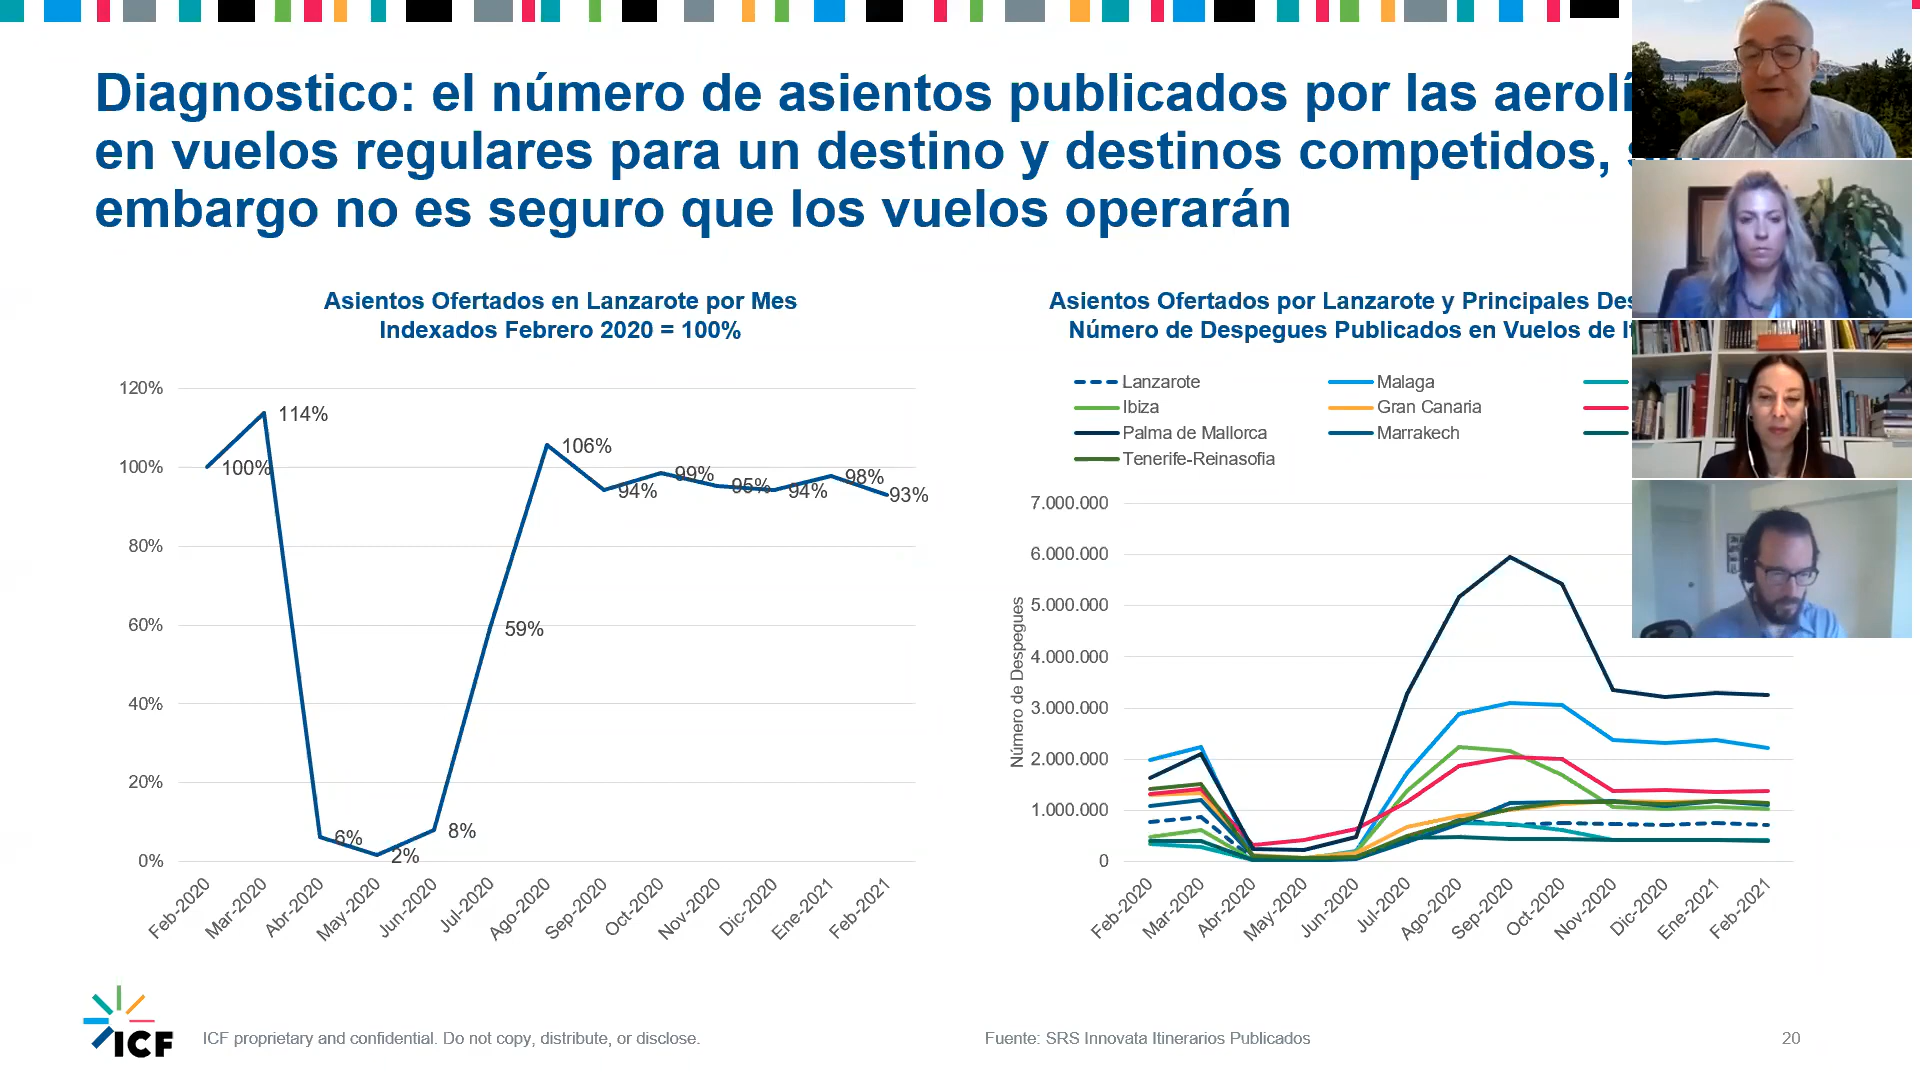 Diagnostico: el número de asientos publicados por las
en vuelos regulares para un destino y destinos competidos,
embargo no es seguro que los vuelos operarán
Asientos Ofertados en Lanzarote por Mes
Indexados Febrero 2020 = 100%
120%
100%
80%
60%
40%
20%
0%
100%
114%
6%
2%
8%
59%
106%
94%
99%
95%
94%
98%
93%
Feb-2020
Mar-2020
Abr-2020
May-2020
Jun-2020
Jul-2020
Ago-2020
Sep-2020
Oct-2020
Nov-2020
Dic-2020
Ene-2021
Feb-2021
Asientos Ofertados por Lanzarote y Principales
Número de Despegues Publicados en Vuelos de
Lanzarote
Malaga
Ibiza
Gran Canaria
Palma de Mallorca
Marrakech
Tenerife-Reinasofia
Número de Despegues
7.000.000
6.000.000
5.000.000
4.000.000
3.000.000
2.000.000
1.000.000
0
Feb-2020
Mar-2020
Abr-2020
May-2020
Jun-2020
Jul-2020
Ago-2020
Sep-2020
Oct-2020
Nov-2020
Dic-2020
Ene-2021
Feb-2021
ICF
ICF proprietary and confidential. Do not copy, distribute, or disclose.
Fuente: SRS Innovata Itinerarios Publicados
20